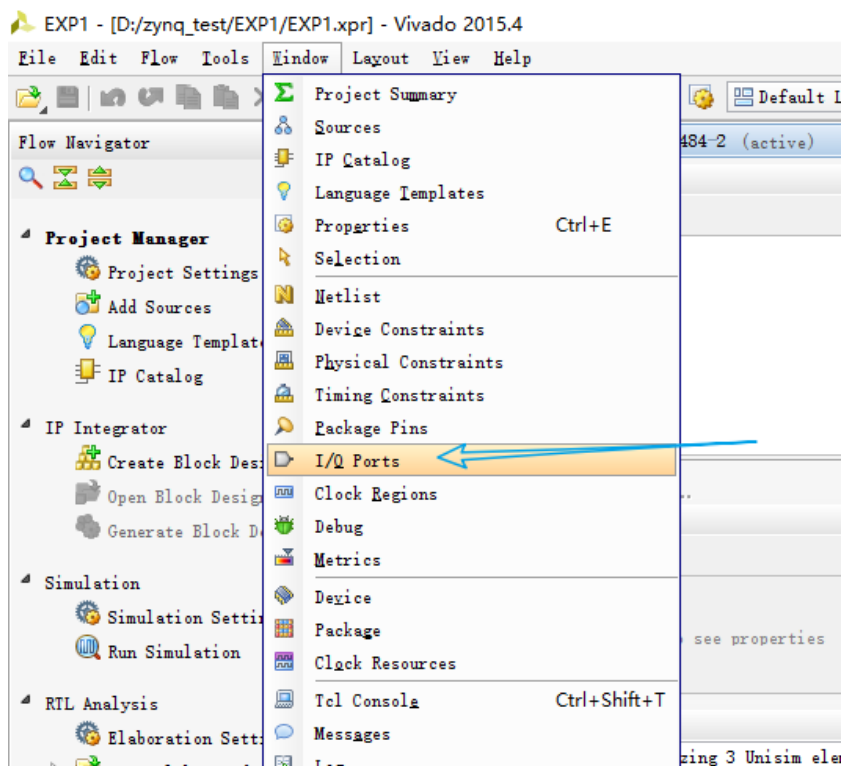 EXP1 - [D:/zynq_test/EXP1/EXP1.xpr] - Vivado 2015.4
File Edit Flow Tools Window Layout View Help
Default L
Flow Navigator
484-2 (active)
Project Manager
Project Settings
Add Sources
Language Templat
IP Catalog
IP Integrator
Create Block Des
Open Block Desig
Generate Block D
Simulation
Simulation Setti
Run Simulation
RTL Analysis
Elaboration Sett
Project Summary
Sources
IP Catalog
Language Templates
Properties Ctrl+E
Selection
Netlist
Device Constraints
Physical Constraints
Timing Constraints
Package Pins
I/O Ports
Clock Regions
Debug
Metrics
Device
Package
Clock Resources
Tcl Console Ctrl+Shift+T
Messages
see properties
zing 3 Unisim ele